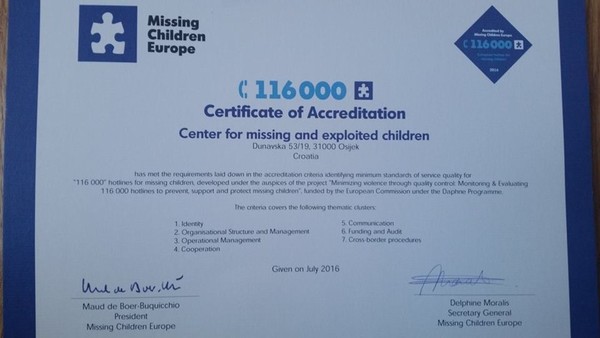 Missing
Children
Europe
Accredited by
Missing Children Europe
116000
2016
116000
Certificate of Accreditation
Center for missing and exploited children
Dunavska 53/19, 31000 Osijek
Croatia
has met the requirements laid down in the accreditation criteria identifying minimum standards of service quality for
"116 000" hotlines for missing children, developed under the auspices of the project "Minimizing violence through quality control: Monitoring & Evaluating
116 000 hotlines to prevent, support and protect missing children", funded by the European Commission under the Daphne Programme.
The criteria covers the following thematic clusters:
1. Identity
2. Organisational Structure and Management
3. Operational Management
4. Cooperation
5. Communication
6. Funding and Audit
7. Cross-border procedures
Given on July 2016
Maud de Boer-Buquicchio
President
Missing Children Europe
Delphine Moralis
Secretary General
Missing Children Europe